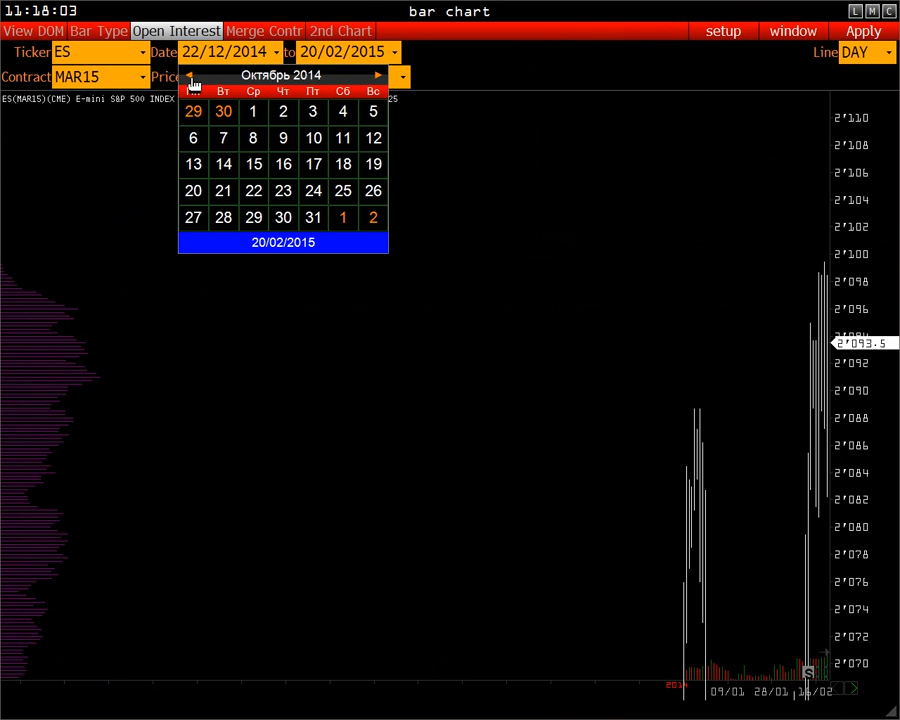 11:18:03 bar chart L M C
View DOM Bar Type Open Interest Merge Contr 2nd Chart setup window Apply
Ticker ES Date 22/12/2014 to 20/02/2015 Line DAY
Contract MAR15 Price
Октябрь 2014
Вт Ср Чт Пт Сб Вс
ES(MAR15)(CME) E-mini S&P 500 INDEX 25
29 30 1 2 3 4 5
6 7 8 9 10 11 12
13 14 15 16 17 18 19
20 21 22 23 24 25 26
27 28 29 30 31 1 2
20/02/2015
2'110
2'108
2'106
2'104
2'102
2'100
2'098
2'096
2'093.5
2'092
2'090
2'088
2'086
2'084
2'082
2'080
2'078
2'076
2'074
2'072
2'070
S
2014 09/01 28/01 16/02